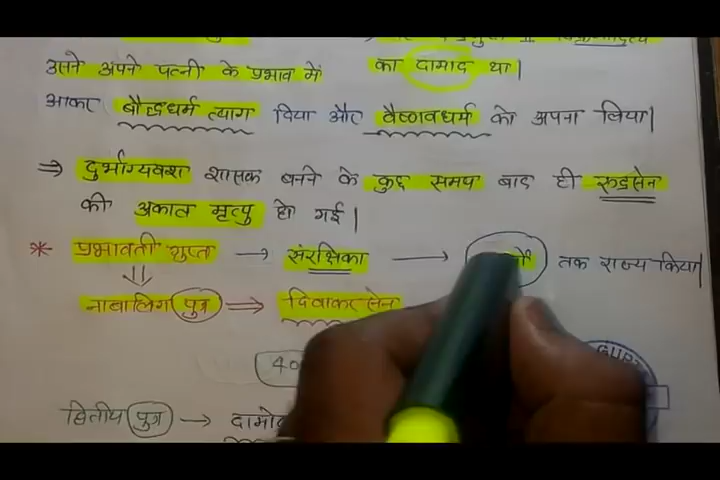 का दामाद था।
उसने अपने पत्नी के प्रभाव में
आकर बौद्धधर्म त्याग दिया और वैष्णवधर्म को अपना लिया।
⇒ दुर्भाग्यवश शासक बनने के कुछ समय बाद ही रुद्रसेन
की अकाल मृत्यु हो गई।
* प्रभावती गुप्त → संरक्षिका → तक राज्य किया।
⇓
नाबालिग पुत्र ⇒ दिवाकरसेन
द्वितीय पुत्र →